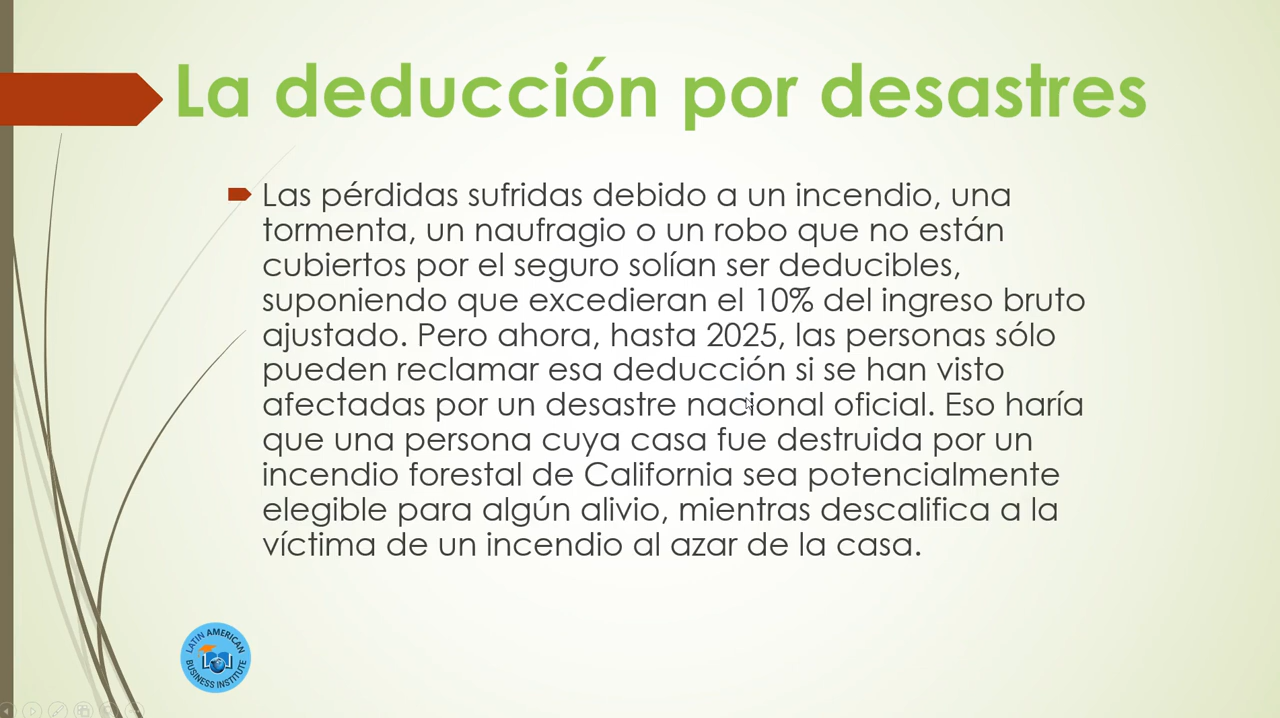 La deducción por desastres
Las pérdidas sufridas debido a un incendio, una
tormenta, un naufragio o un robo que no están
cubiertos por el seguro solían ser deducibles,
suponiendo que excedieran el 10% del ingreso bruto
ajustado. Pero ahora, hasta 2025, las personas sólo
pueden reclamar esa deducción si se han visto
afectadas por un desastre nacional oficial. Eso haría
que una persona cuya casa fue destruida por un
incendio forestal de California sea potencialmente
elegible para algún alivio, mientras descalifica a la
víctima de un incendio al azar de la casa.
LATIN AMERICAN
BUSINESS INSTITUTE